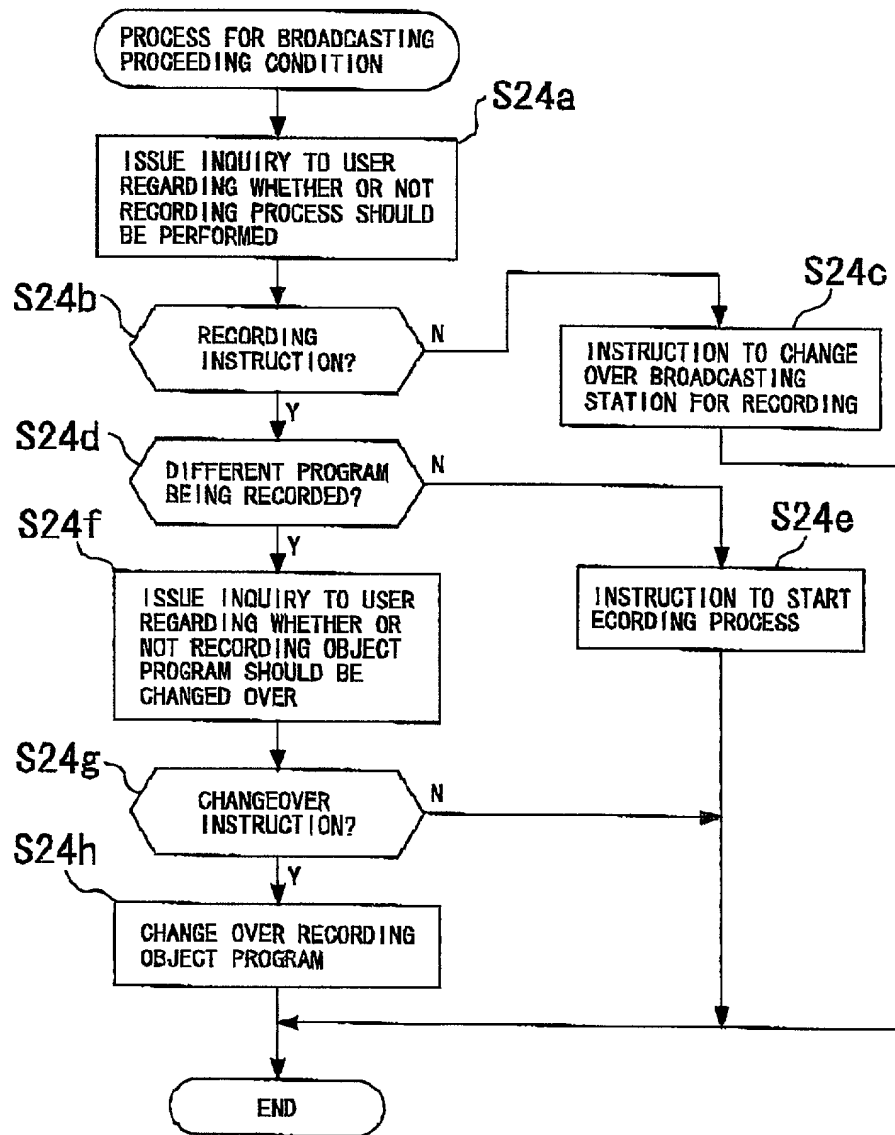 PROCESS FOR BROADCASTING
PROCEEDING CONDITION
S24a
ISSUE INQUIRY TO USER
REGARDING WHETHER OR NOT
RECORDING PROCESS SHOULD
BE PERFORMED
S24b
RECORDING
INSTRUCTION?
N
Y
S24c
INSTRUCTION TO CHANGE
OVER BROADCASTING
STATION FOR RECORDING
S24d
DIFFERENT PROGRAM
BEING RECORDED?
N
Y
S24e
INSTRUCTION TO START
ECORDING PROCESS
S24f
ISSUE INQUIRY TO USER
REGARDING WHETHER OR
NOT RECORDING OBJECT
PROGRAM SHOULD BE
CHANGED OVER
S24g
CHANGEOVER
INSTRUCTION?
N
Y
S24h
CHANGE OVER RECORDING
OBJECT PROGRAM
END